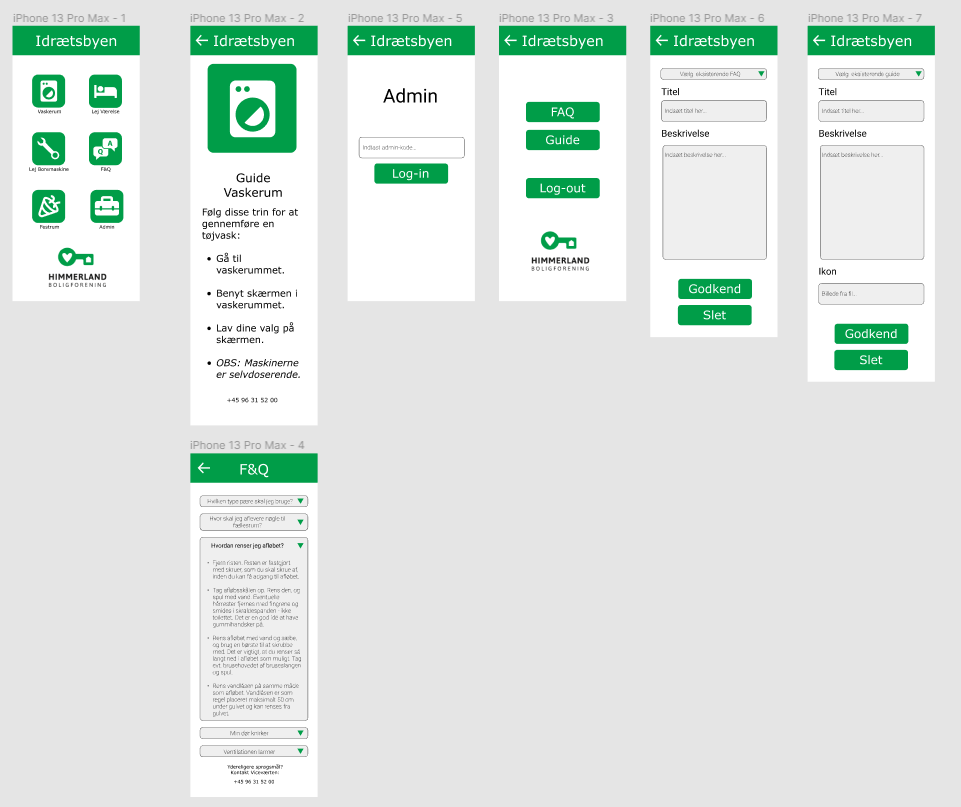 iPhone 13 Pro Max - 1
Idrætsbyen
Vaskerum
Lej Værelse
Lej Boremaskine
FAQ
Q
A
Festrum
Admin
HIMMERLAND
BOLIGFORENING
iPhone 13 Pro Max - 2
Idrætsbyen
Guide
Vaskerum
Følg disse trin for at
gennemføre en
tøjvask:
• Gå til
vaskerummet.
• Benyt skærmen i
vaskerummet.
• Lav dine valg på
skærmen.
• OBS: Maskinerne
er selvdoserende.
+45 96 31 52 00
iPhone 13 Pro Max - 5
Idrætsbyen
Admin
Indtast admin-kode...
Log-in
iPhone 13 Pro Max - 3
Idrætsbyen
FAQ
Guide
Log-out
HIMMERLAND
BOLIGFORENING
iPhone 13 Pro Max - 6
Idrætsbyen
Vælg eksisterende FAQ
Titel
Indsæt titel her...
Beskrivelse
Indsæt beskrivelse her...
Godkend
Slet
iPhone 13 Pro Max - 7
Idrætsbyen
Vælg eksisterende guide
Titel
Indsæt titel her...
Beskrivelse
Indsæt beskrivelse her...
Ikon
Billede fra fil...
Godkend
Slet
iPhone 13 Pro Max - 4
F&Q
Hvilken type pære skal jeg bruge?
Hvor skal jeg aflevere nøgle til
fællesrum?
Hvordan renser jeg afløbet?
• Fjern risten. Risten er fastgjort
med skruer, som du skal skrue af,
inden du kan få adgang til afløbet.
• Tag afløbsskålen op. Rens den, og
spul med vand. Eventuelle
hårrester fjernes med fingrene og
smides i skraldespanden - ikke
toilettet. Det er en god ide at have
gummihandsker på.
• Rens afløbet med vand og sæbe,
og brug en børste til at skrubbe
med. Det er vigtigt, at du renser så
langt ned i afløbet som muligt. Tag
evt. brusehovedet af bruseslangen
og spul.
• Rens vandlåsen på samme måde
som afløbet. Vandlåsen er som
regel placeret maksimalt 50 cm
under gulvet og kan renses fra
gulvet.
Min dør knirker
Ventilationen larmer
Yderligere spørgsmål?
Kontakt Viceværten:
+45 96 31 52 00